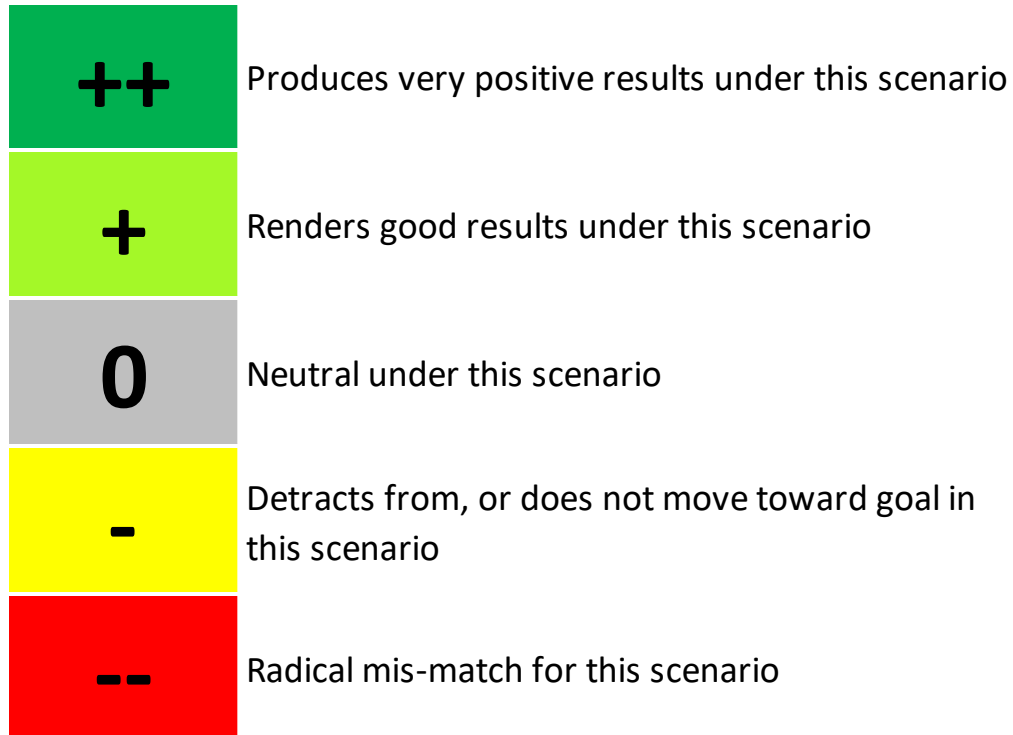 ++ Produces very positive results under this scenario
+ Renders good results under this scenario
0 Neutral under this scenario
- Detracts from, or does not move toward goal in
this scenario
-- Radical mis-match for this scenario